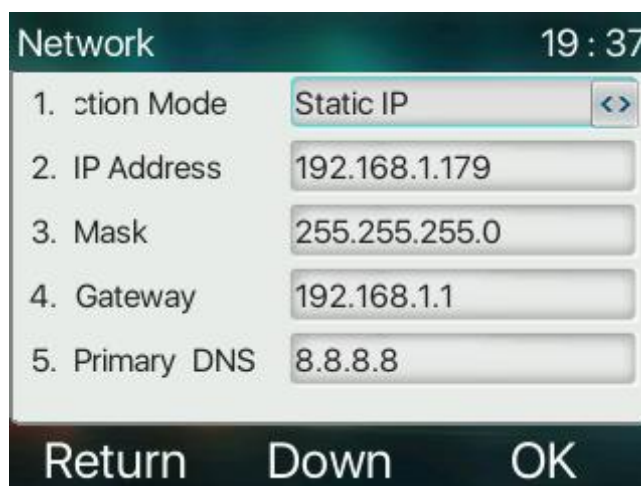 Network 19 : 37
1. ction Mode Static IP <>
2. IP Address 192.168.1.179
3. Mask 255.255.255.0
4. Gateway 192.168.1.1
5. Primary DNS 8.8.8.8
Return Down OK